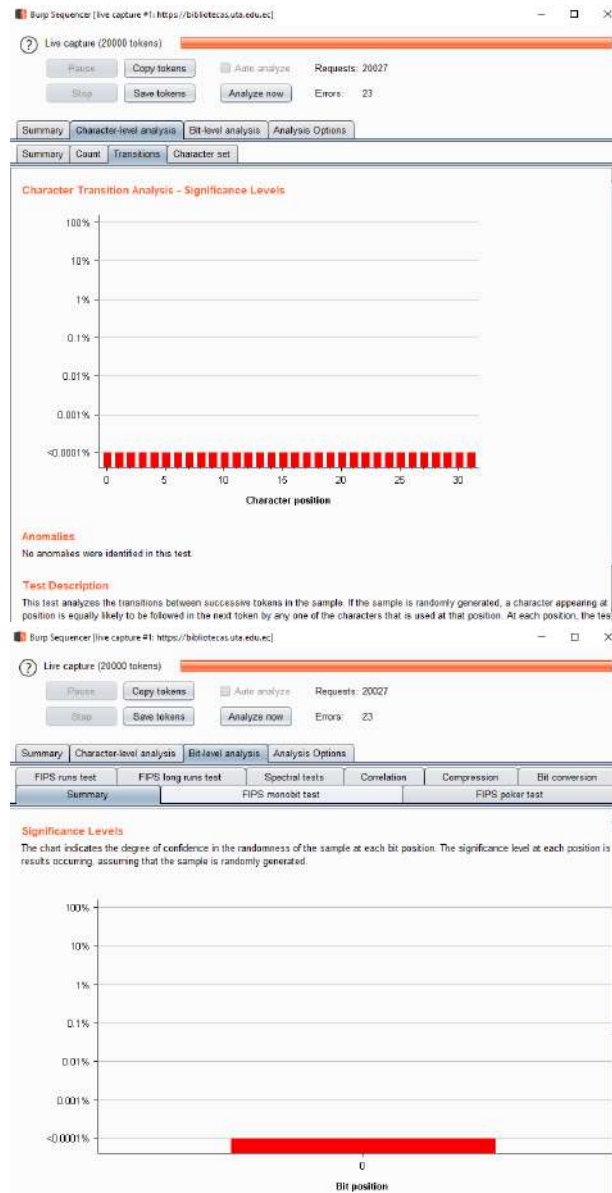 Burp Sequencer [live capture #1: https://bibliotecas.uta.edu.ec]
Live capture (20000 tokens)
Pause Copy tokens Auto analyze Requests: 20027
Stop Save tokens Analyze now Errors: 23
Summary Character-level analysis Bit-level analysis Analysis Options
Summary Count Transitions Character set
Character Transition Analysis - Significance Levels
100%
10%
1%
0.1%
0.01%
0.001%
<0.0001%
0 5 10 15 20 25 30
Character position
Anomalies
No anomalies were identified in this test.
Test Description
This test analyzes the transitions between successive tokens in the sample. If the sample is randomly generated, a character appearing at
position is equally likely to be followed in the next token by any one of the characters that is used at that position. At each position, the tes
Burp Sequencer [live capture #1: https://bibliotecas.uta.edu.ec]
Live capture (20000 tokens)
Pause Copy tokens Auto analyze Requests: 20027
Stop Save tokens Analyze now Errors: 23
Summary Character-level analysis Bit-level analysis Analysis Options
FIPS runs test FIPS long runs test Spectral tests Correlation Compression Bit conversion
Summary FIPS monobit test FIPS poker test
Significance Levels
The chart indicates the degree of confidence in the randomness of the sample at each bit position. The significance level at each position is
results occurring, assuming that the sample is randomly generated.
100%
10%
1%
0.1%
0.01%
0.001%
<0.0001%
0
Bit position